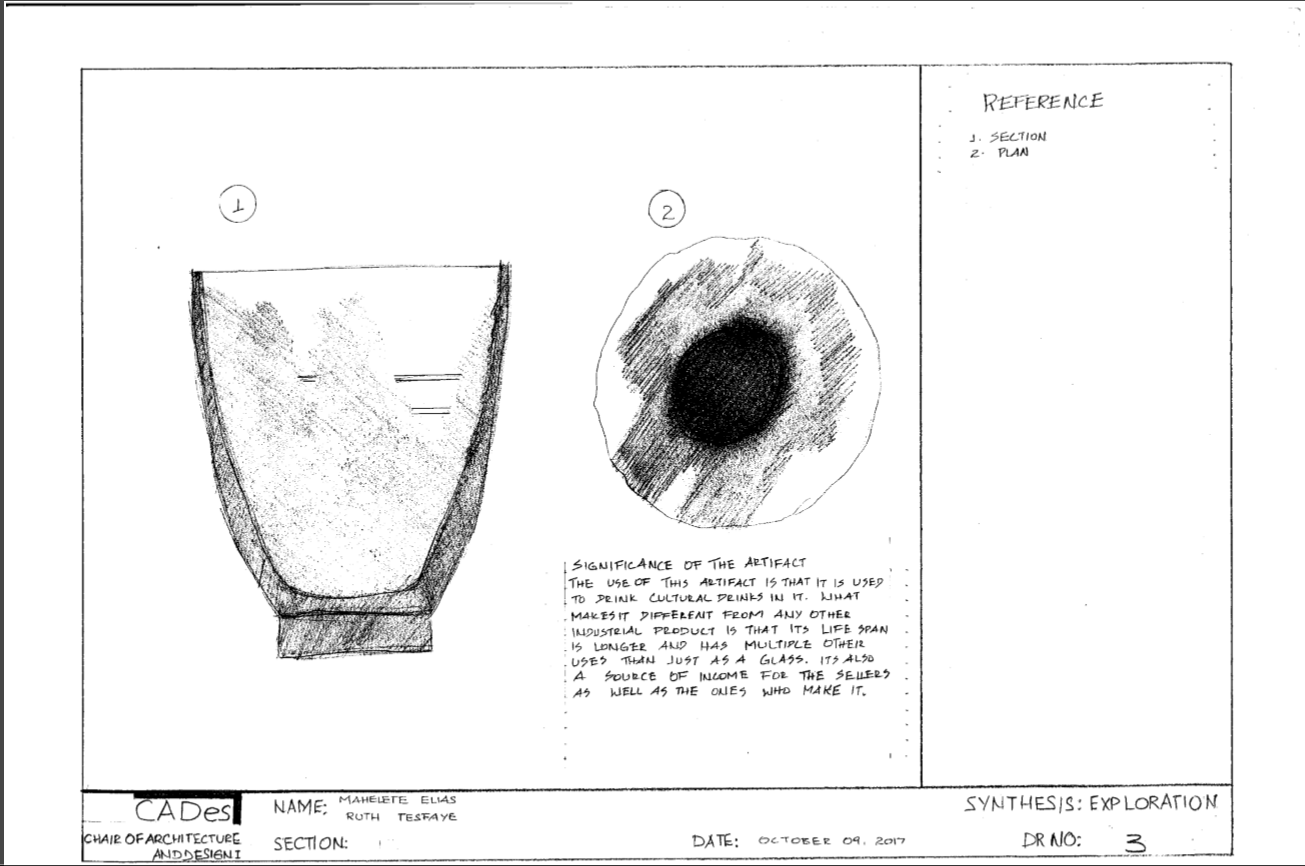 REFERENCE
1. SECTION
2. PLAN
1
2
SIGNIFICANCE OF THE ARTIFACT
THE USE OF THIS ARTIFACT IS THAT IT IS USED
TO DRINK CULTURAL DRINKS IN IT. WHAT
MAKES IT DIFFERENT FROM ANY OTHER
INDUSTRIAL PRODUCT IS THAT ITS LIFE SPAN
IS LONGER AND HAS MULTIPLE OTHER
USES THAN JUST AS A GLASS. ITS ALSO
A SOURCE OF INCOME FOR THE SELLERS
AS WELL AS THE ONES WHO MAKE IT.
CADes
CHAIR OF ARCHITECTURE
AND DESIGN I
NAME: MAHELETE ELIAS
RUTH TESFAYE
SECTION:
DATE: OCTOBER 09, 2017
SYNTHESIS: EXPLORATION
DR NO: 3